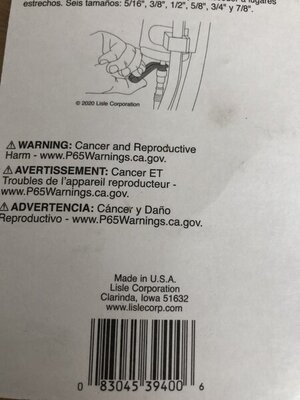 estrechos. Seis tamaños: 5/16", 3/8", 1/2", 5/8", 3/4" y 7/8".
© 2020 Lisle Corporation
⚠ WARNING: Cancer and Reproductive
Harm - www.P65Warnings.ca.gov.
⚠ AVERTISSEMENT: Cancer ET
Troubles de l'appareil reproducteur -
www.P65Warnings.ca.gov.
⚠ ADVERTENCIA: Cáncer y Daño
Reproductivo - www.P65Warnings.ca.gov.
Made in U.S.A.
Lisle Corporation
Clarinda, Iowa 51632
www.lislecorp.com
0 83045 39400 6